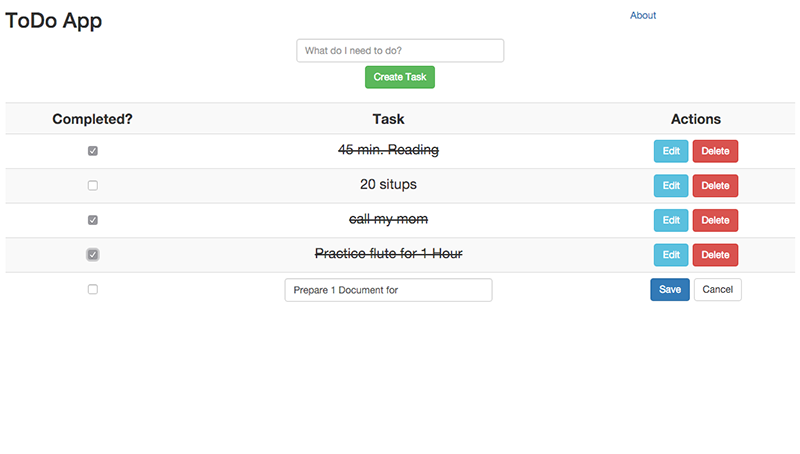 ToDo App
About
What do I need to do?
Create Task
Completed? Task Actions
45 min. Reading Edit Delete
20 situps Edit Delete
call my mom Edit Delete
Practice flute for 1 Hour Edit Delete
Prepare 1 Document for Save Cancel